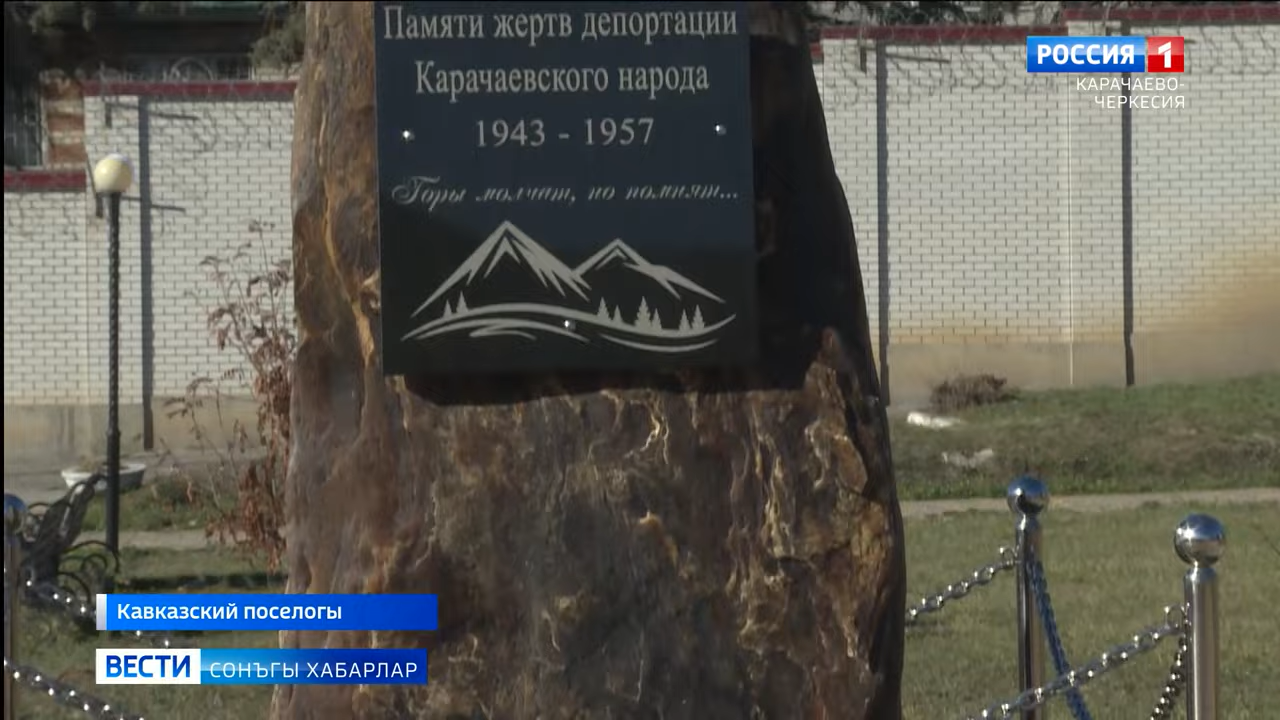 Памяти жертв депортации
Карачаевского народа
1943 - 1957
Горы молчат, но помнят...
РОССИЯ 1
КАРАЧАЕВО-
ЧЕРКЕСИЯ
Кавказский поселогы
ВЕСТИ СОНЪГЫ ХАБАРЛАР